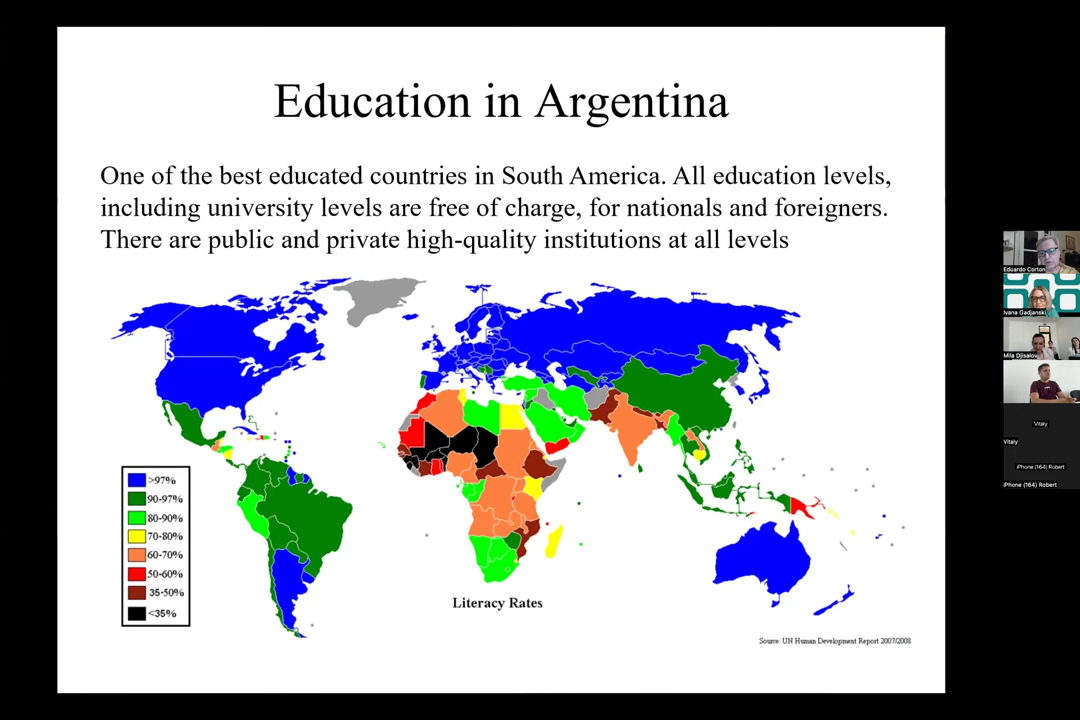 Education in Argentina
One of the best educated countries in South America. All education levels,
including university levels are free of charge, for nationals and foreigners.
There are public and private high-quality institutions at all levels
>97%
90-97%
80-90%
70-80%
60-70%
50-60%
35-50%
<35%
Literacy Rates
Source: UN Human Development Report 2007/2008
Eduardo Corton
Ivana Gadjanski
Mila Djisalov
Vitaly
Vitaly
iPhone (164) Robert
iPhone (164) Robert